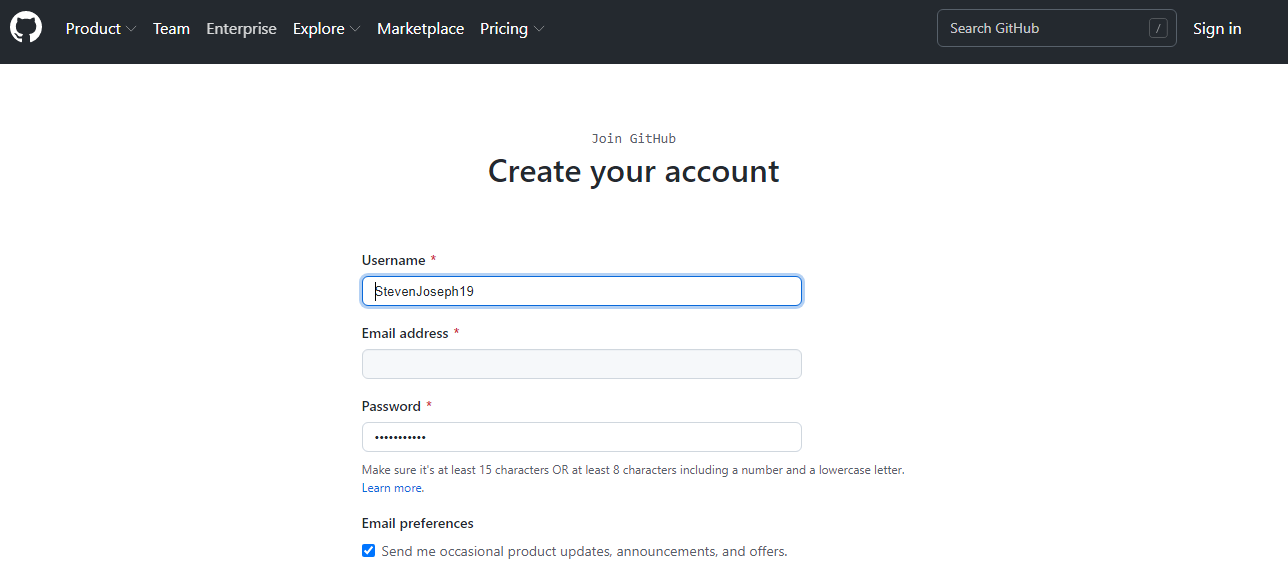 Product Team Enterprise Explore Marketplace Pricing Search GitHub / Sign in
Join GitHub
Create your account
Username *
StevenJoseph19
Email address *
Password *
•••••••••••
Make sure it's at least 15 characters OR at least 8 characters including a number and a lowercase letter.
Learn more.
Email preferences
Send me occasional product updates, announcements, and offers.